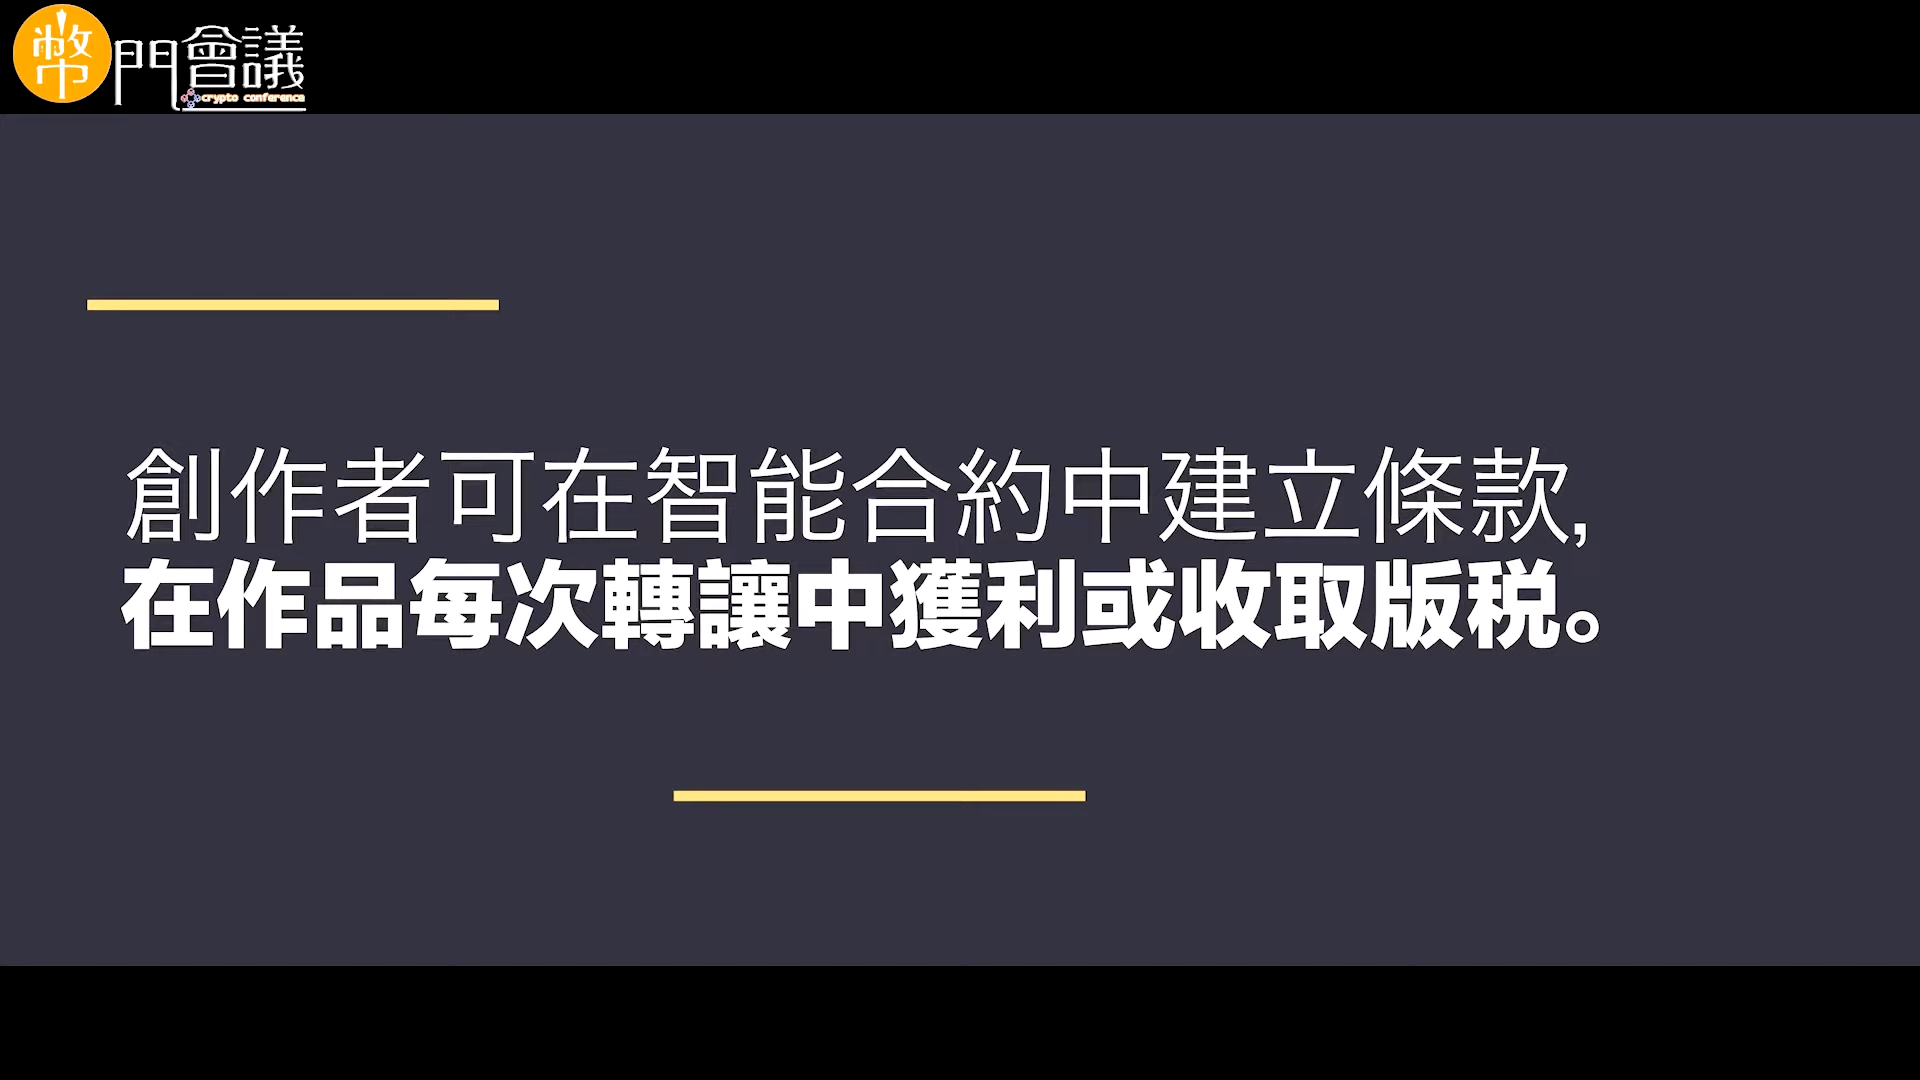 幣門會議
crypto conference
創作者可在智能合約中建立條款,
在作品每次轉讓中獲利或收取版税。